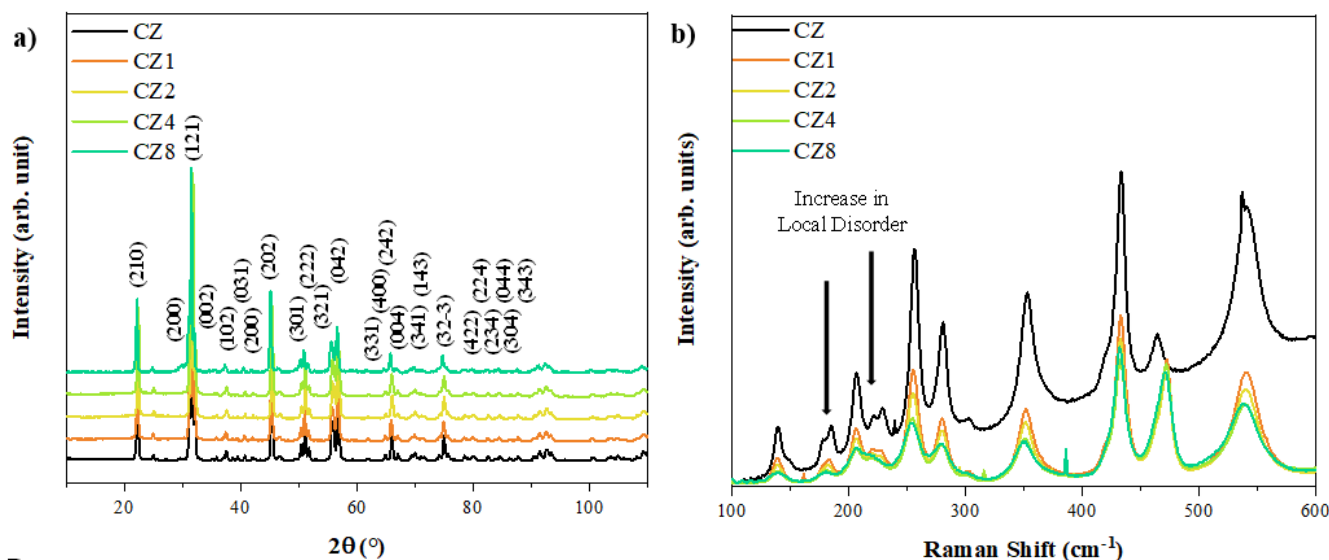 a)
CZ
CZ1
CZ2
CZ4
CZ8
Intensity (arb. unit)
(210)
(200)
(121)
(002)
(102)
(031)
(200)
(202)
(301)
(222)
(321)
(042)
(331)
(400)
(242)
(004)
(341)
(143)
(32-3)
(422)
(224)
(234)
(044)
(304)
(343)
20
40
60
80
100
2θ (°)
b)
CZ
CZ1
CZ2
CZ4
CZ8
Increase in
Local Disorder
Intensity (arb. units)
100
200
300
400
500
600
Raman Shift (cm⁻¹)